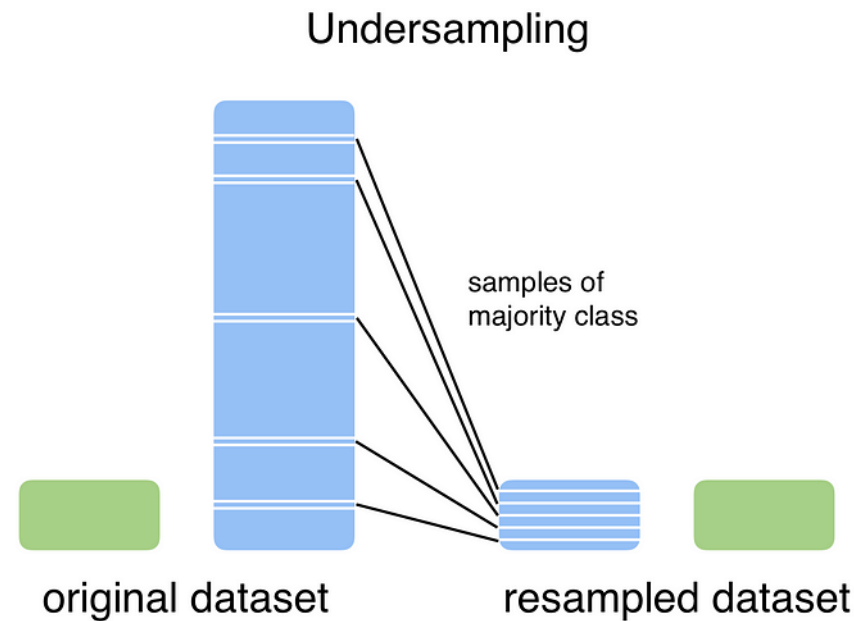 Undersampling
samples of
majority class
original dataset
resampled dataset